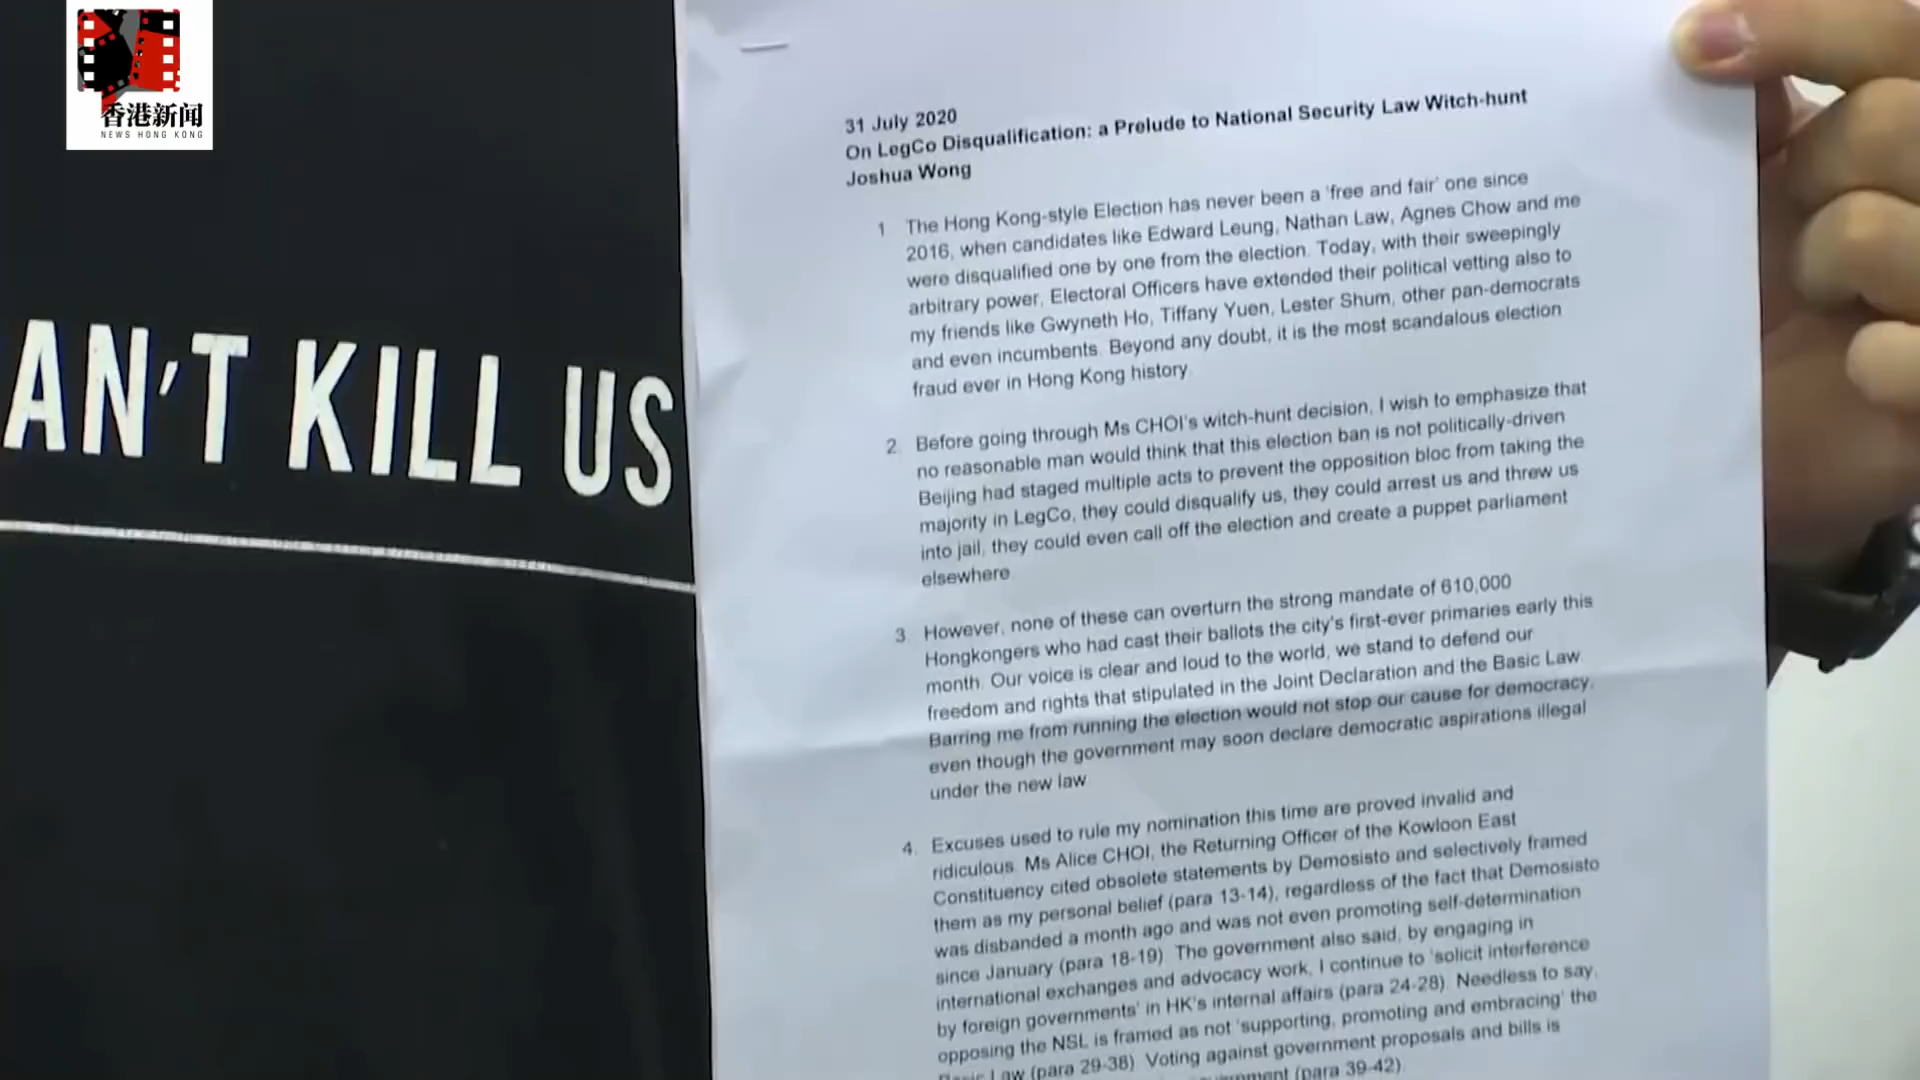 香港新闻
NEWS HONG KONG
AN'T KILL US
31 July 2020
On LegCo Disqualification: a Prelude to National Security Law Witch-hunt
Joshua Wong
1 The Hong Kong-style Election has never been a 'free and fair' one since
2016, when candidates like Edward Leung, Nathan Law, Agnes Chow and me
were disqualified one by one from the election. Today, with their sweepingly
arbitrary power, Electoral Officers have extended their political vetting also to
my friends like Gwyneth Ho, Tiffany Yuen, Lester Shum, other pan-democrats
and even incumbents. Beyond any doubt, it is the most scandalous election
fraud ever in Hong Kong history.
2. Before going through Ms CHOI's witch-hunt decision, I wish to emphasize that
no reasonable man would think that this election ban is not politically-driven
Beijing had staged multiple acts to prevent the opposition bloc from taking the
majority in LegCo, they could disqualify us, they could arrest us and threw us
into jail, they could even call off the election and create a puppet parliament
elsewhere
3. However, none of these can overturn the strong mandate of 610,000
Hongkongers who had cast their ballots the city's first-ever primaries early this
month. Our voice is clear and loud to the world, we stand to defend our
freedom and rights that stipulated in the Joint Declaration and the Basic Law.
Barring me from running the election would not stop our cause for democracy,
even though the government may soon declare democratic aspirations illegal
under the new law
4. Excuses used to rule my nomination this time are proved invalid and
ridiculous. Ms Alice CHOI, the Returning Officer of the Kowloon East
Constituency cited obsolete statements by Demosisto and selectively framed
them as my personal belief (para 13-14), regardless of the fact that Demosisto
was disbanded a month ago and was not even promoting self-determination
since January (para 18-19). The government also said, by engaging in
international exchanges and advocacy work, I continue to 'solicit interference
by foreign governments' in HK's internal affairs (para 24-28). Needless to say,
opposing the NSL is framed as not 'supporting, promoting and embracing' the
Basic Law (para 29-38). Voting against government proposals and bills is
(para 39-42)